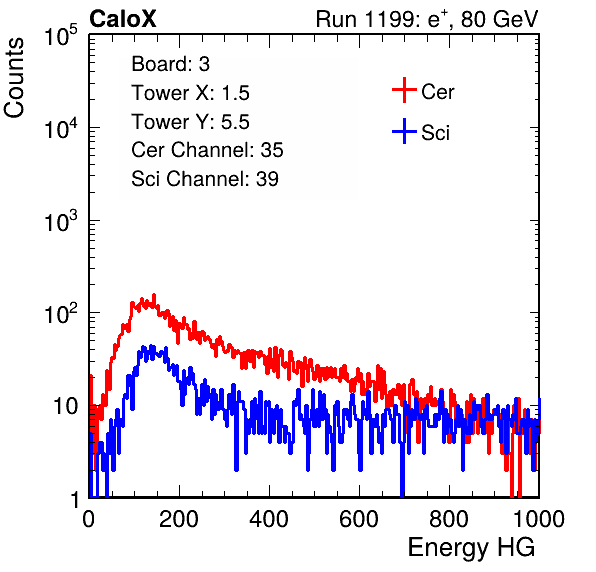 CaloX Run 1199: e⁺, 80 GeV
Counts
10⁵
10⁴
10³
10²
10
1
Board: 3
Tower X: 1.5
Tower Y: 5.5
Cer Channel: 35
Sci Channel: 39
Cer
Sci
0 200 400 600 800 1000
Energy HG